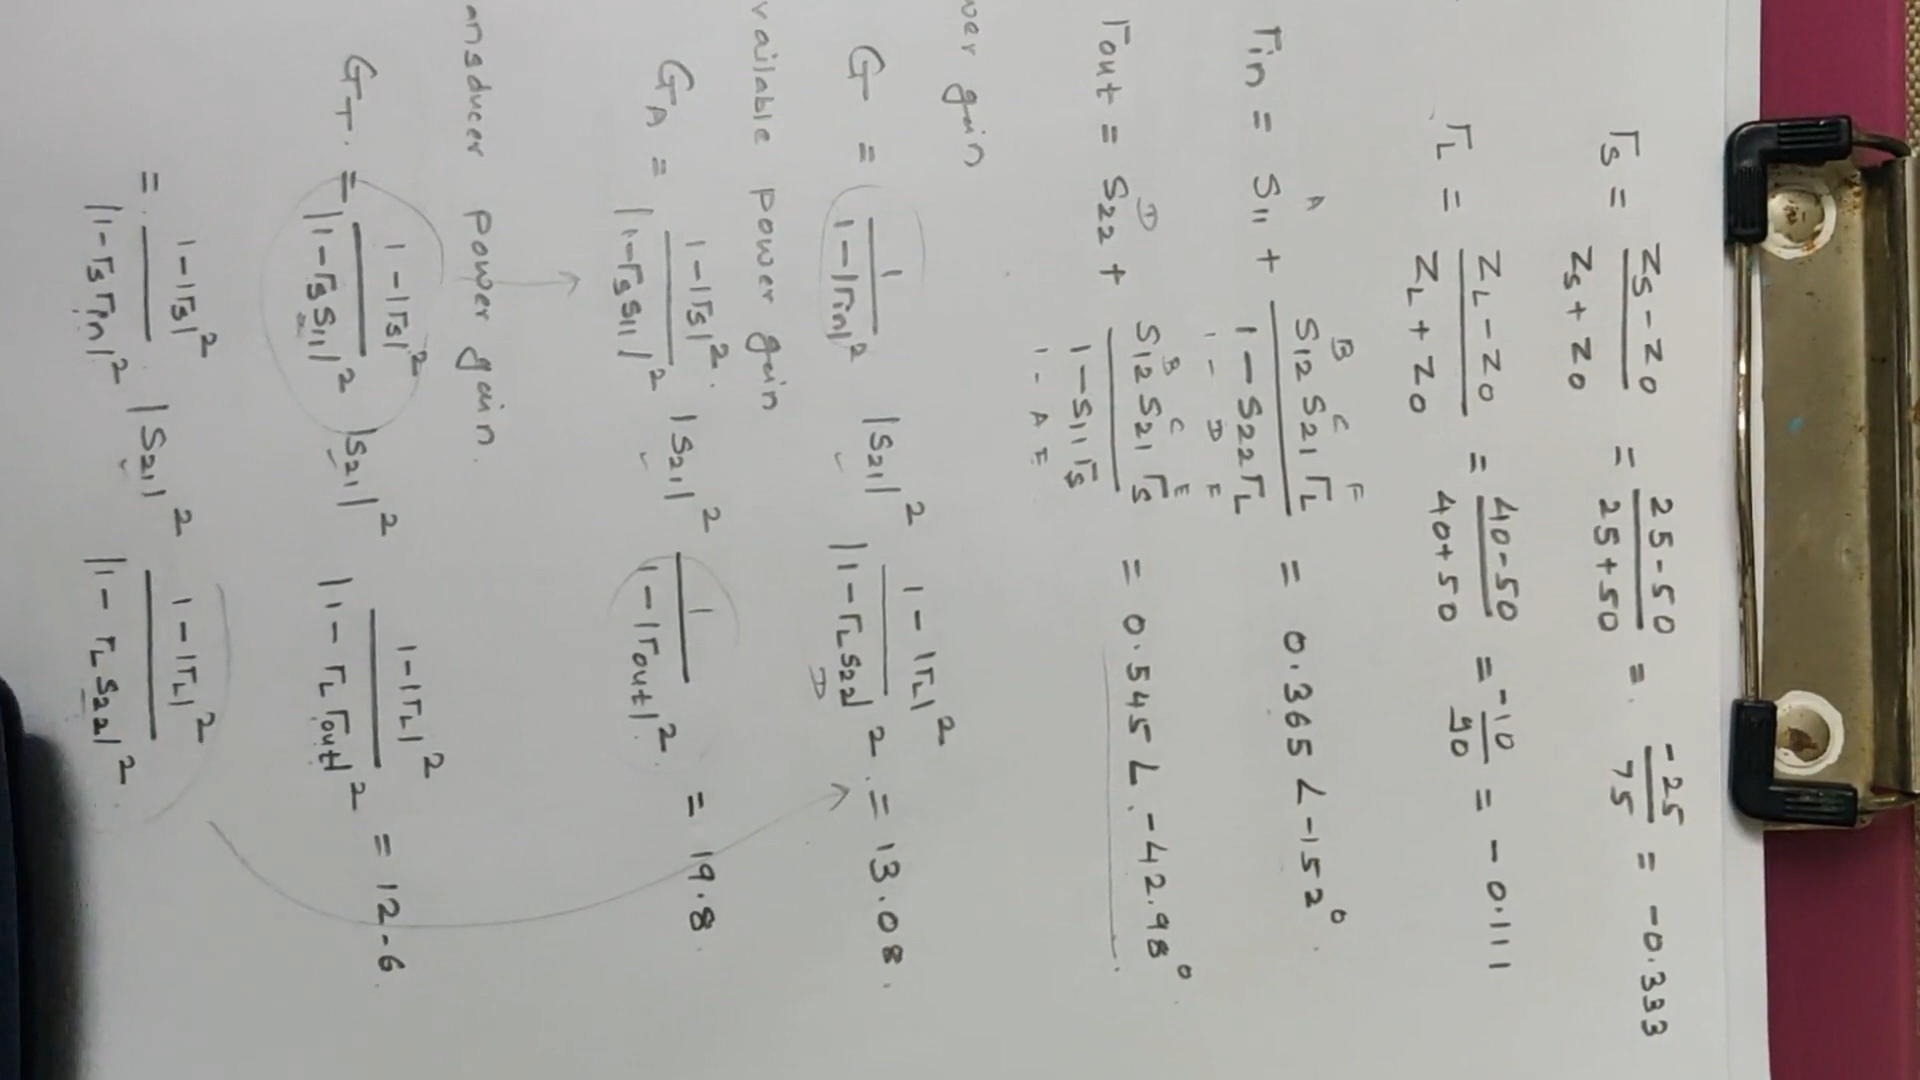 Γs = (Zs - Z0)/(Zs + Z0) = (25-50)/(25+50) = -25/75 = -0.333
ΓL = (ZL - Z0)/(ZL + Z0) = (40-50)/(40+50) = -10/90 = -0.111
A B C F
Γin = S11 + (S12 S21 ΓL)/(1 - S22 ΓL) = 0.365 ∠-152°
1 - D F
D B C E
Γout = S22 + (S12 S21 Γs)/(1 - S11 Γs) = 0.545 ∠-42.98°
1 - A E
wer gain
G = 1/(1-|Γin|²) |S21|² (1-|ΓL|²)/(|1-ΓL S22|²) = 13.08
D
vailable power gain
GA = (1-|Γs|²)/(|1-Γs S11|²) |S21|² 1/(1-|Γout|²) = 19.8
ansducer power gain.
GT = (1-|Γs|²)/(|1-Γs S11|²) |S21|² (1-|ΓL|²)/(|1-ΓL Γout|²) = 12.6
= (1-|Γs|²)/(|1-Γs Γin|²) |S21|² (1-|ΓL|²)/(|1-ΓL S22|²)